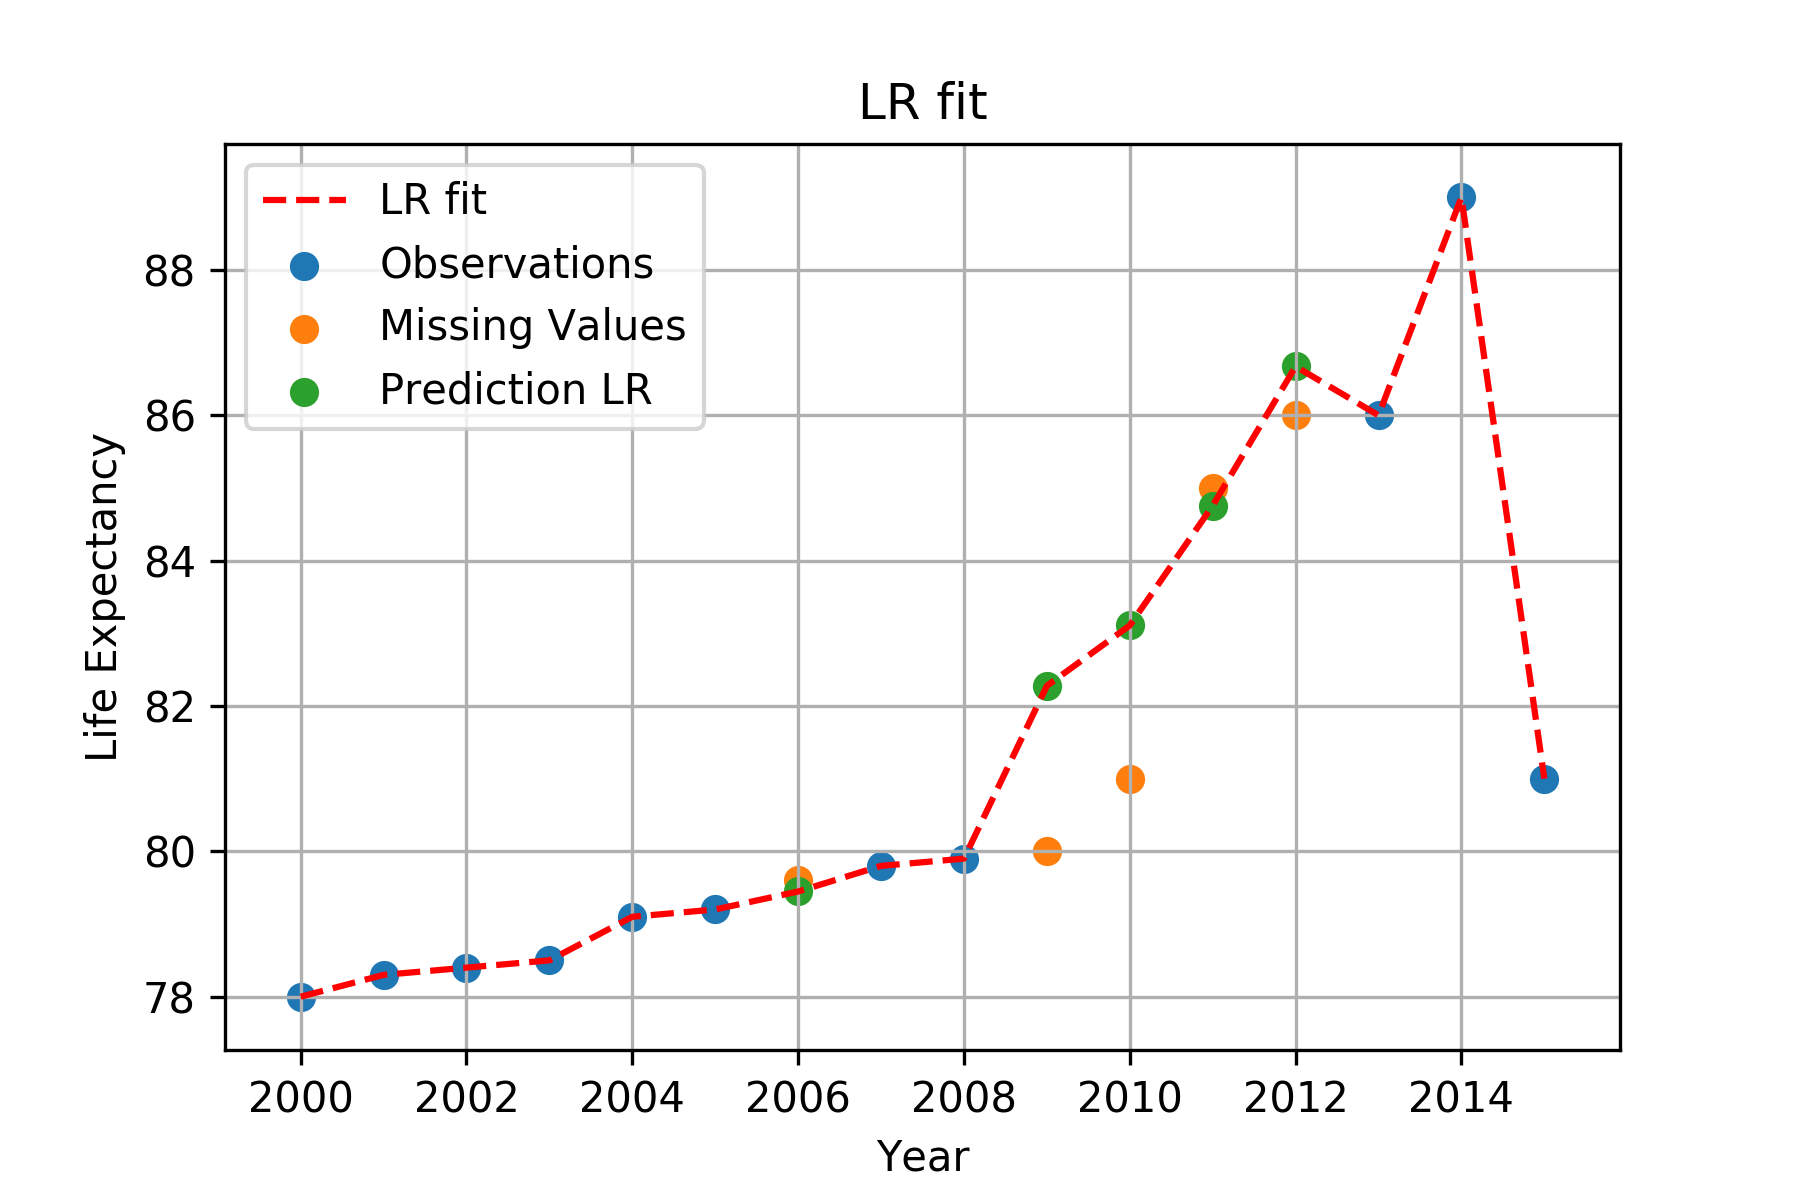 LR fit
LR fit
Observations
Missing Values
Prediction LR
88
86
84
82
80
78
Life Expectancy
2000 2002 2004 2006 2008 2010 2012 2014
Year